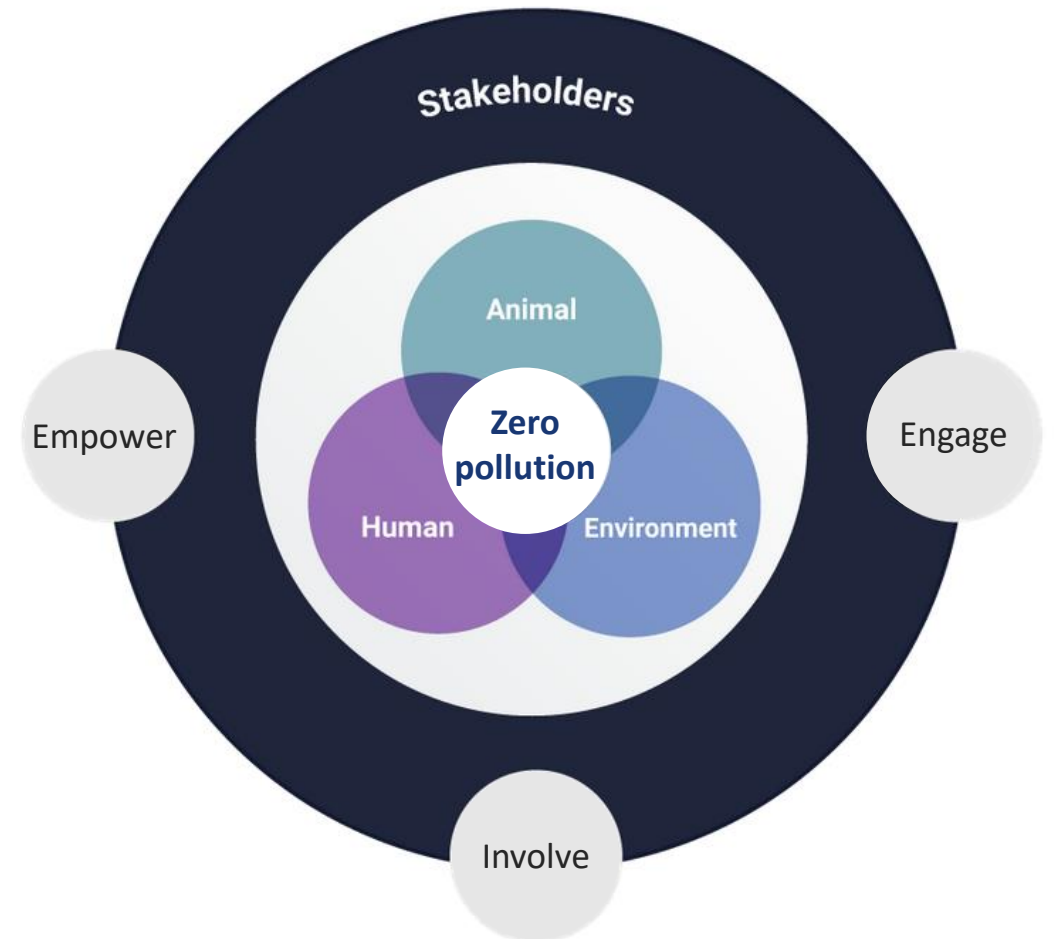 Stakeholders
Animal
Zero
pollution
Empower
Engage
Human
Environment
Involve